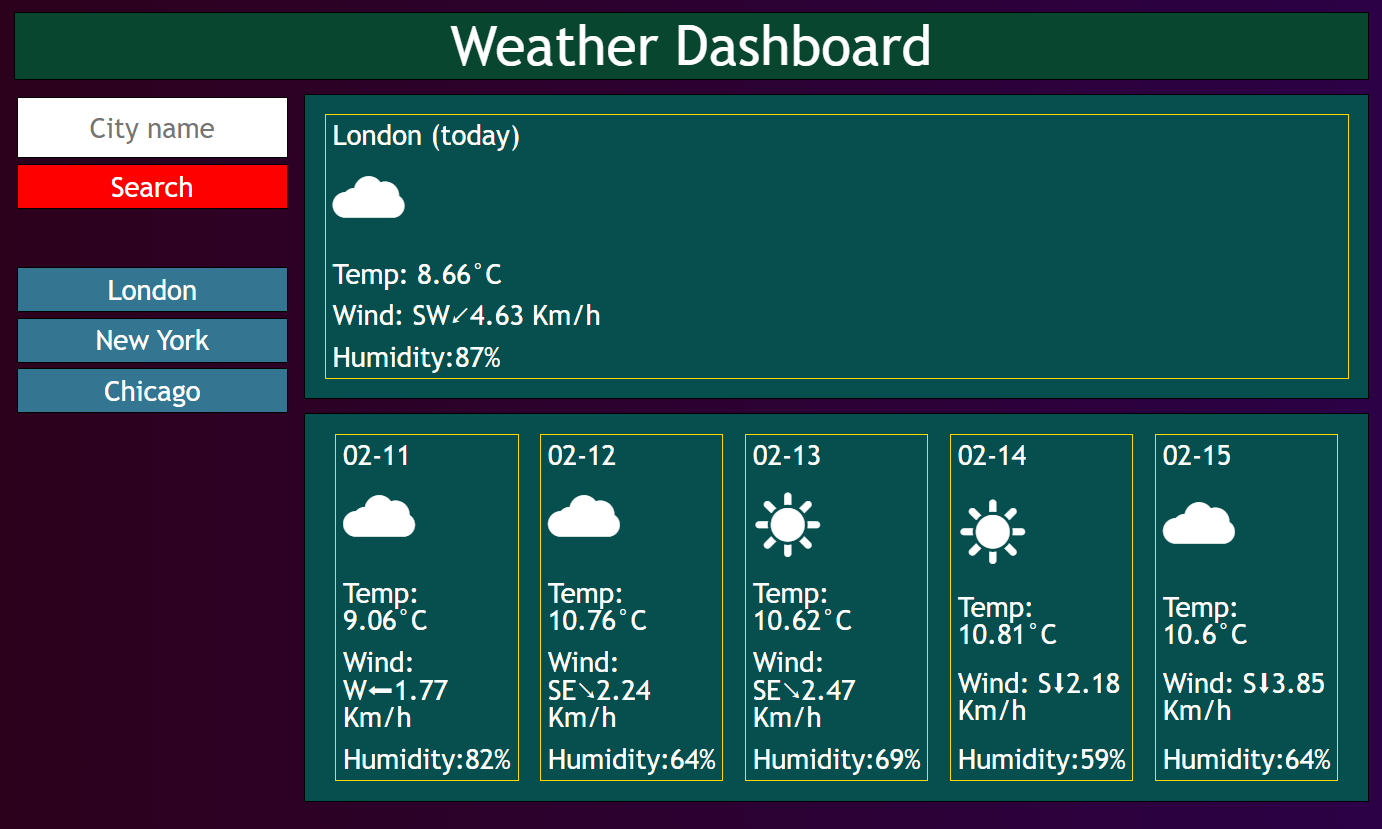 Weather Dashboard
City name
Search
London
New York
Chicago
London (today)
Temp: 8.66°C
Wind: SW↙4.63 Km/h
Humidity:87%
02-11
Temp:
9.06°C
Wind:
W⬅1.77
Km/h
Humidity:82%
02-12
Temp:
10.76°C
Wind:
SE↘2.24
Km/h
Humidity:64%
02-13
Temp:
10.62°C
Wind:
SE↘2.47
Km/h
Humidity:69%
02-14
Temp:
10.81°C
Wind: S⬇2.18
Km/h
Humidity:59%
02-15
Temp:
10.6°C
Wind: S⬇3.85
Km/h
Humidity:64%